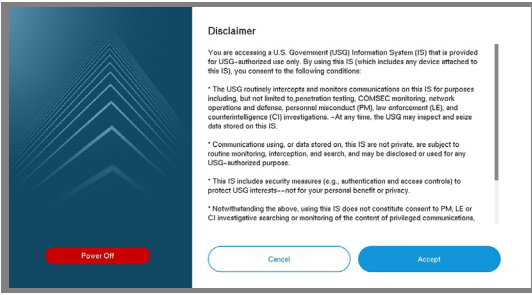 Disclaimer
You are accessing a U.S. Government (USG) Information System (IS) that is provided
for USG-authorized use only. By using this IS (which includes any device attached to
this IS), you consent to the following conditions:
* The USG routinely intercepts and monitors communications on this IS for purposes
including, but not limited to,penetration testing, COMSEC monitoring, network
operations and defense, personnel misconduct (PM), law enforcement (LE), and
counterintelligence (CI) investigations. -At any time, the USG may inspect and seize
data stored on this IS.
* Communications using, or data stored on, this IS are not private, are subject to
routine monitoring, interception, and search, and may be disclosed or used for any
USG-authorized purpose.
* This IS includes security measures (e.g., authentication and access controls) to
protect USG interests--not for your personal benefit or privacy.
* Notwithstanding the above, using this IS does not constitute consent to PM, LE or
CI investigative searching or monitoring of the content of privileged communications,
Power Off
Cancel
Accept